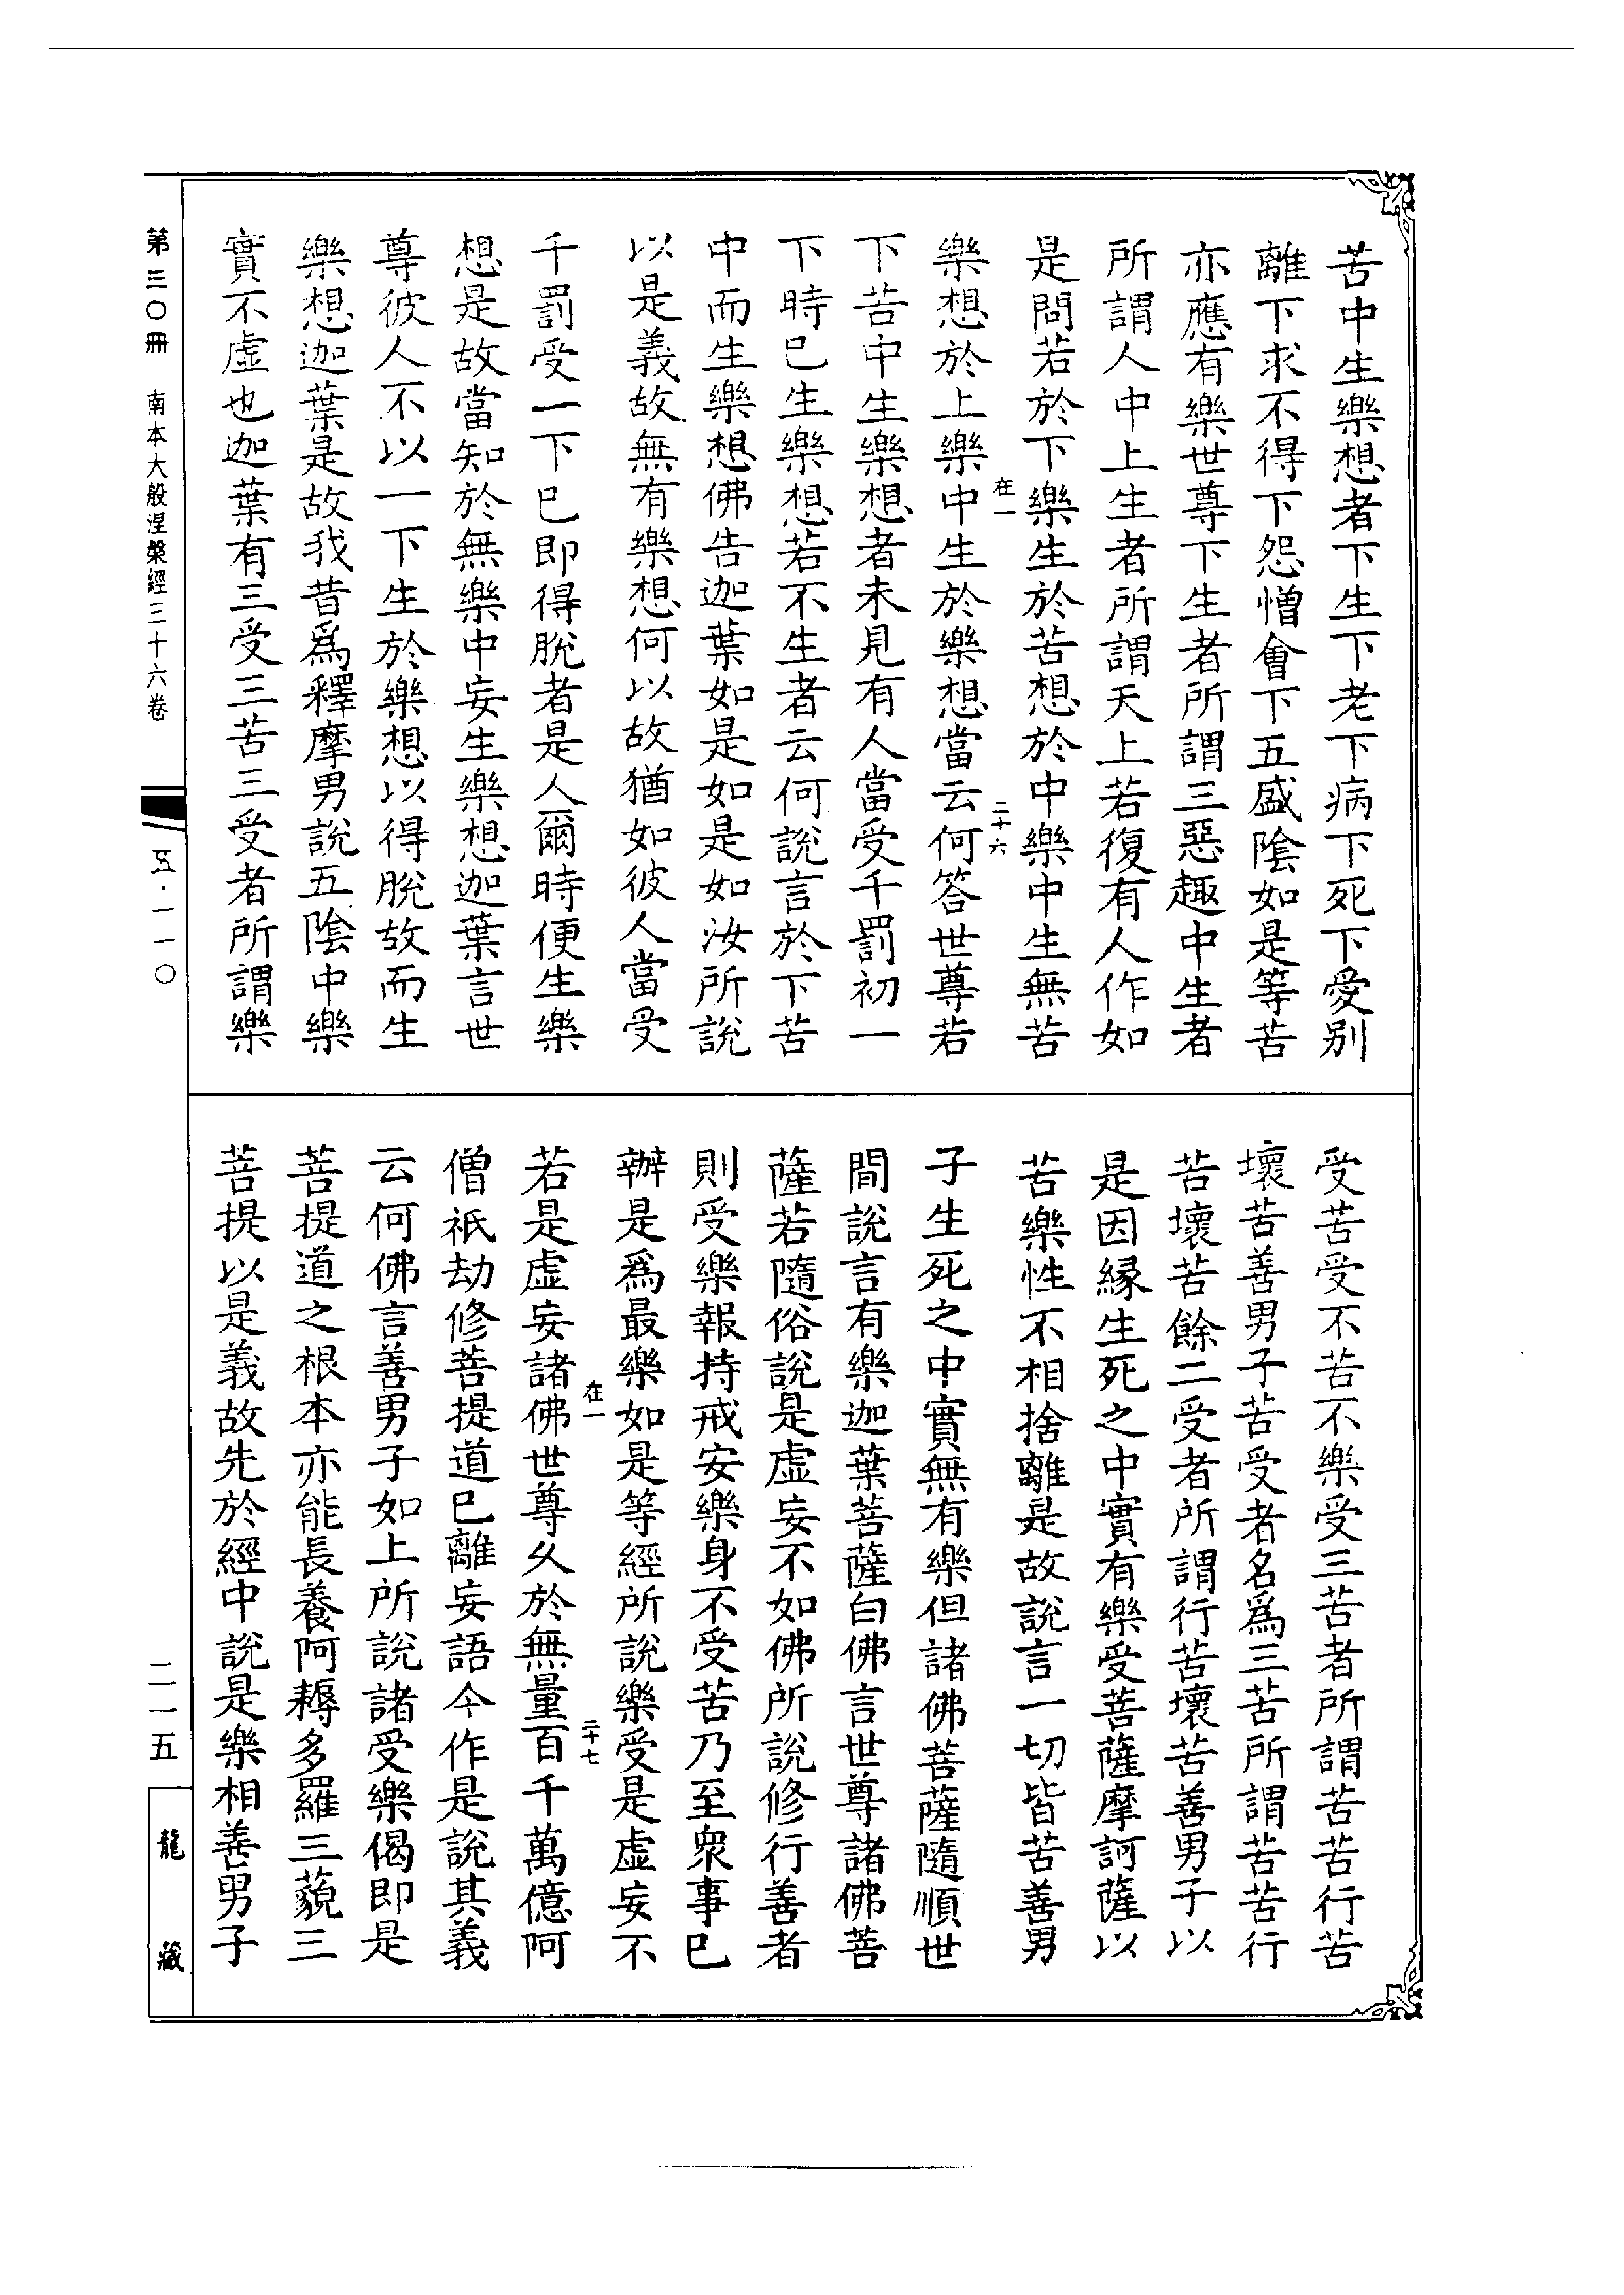 苦中生樂想者下生下老下病下死下愛別
離下求不得下怨憎會下五盛陰如是等苦
亦應有樂世尊下生者所謂三惡趣中生者
所謂人中上生者所謂天上若復有人作如
是問若於下樂生於苦想於中樂中生無苦
在一
二十六
樂想於上樂中生於樂想當云何答世尊若
下苦中生樂想者未見有人當受千罰初一
下時已生樂想若不生者云何說言於下苦
中而生樂想佛告迦葉如是如是如汝所說
以是義故無有樂想何以故猶如彼人當受
千罰受一下已即得脫者是人爾時便生樂
想是故當知於無樂中妄生樂想迦葉言世
尊彼人不以一下生於樂想以得脫故而生
樂想迦葉是故我昔爲釋摩男說五陰中樂
實不虛也迦葉有三受三苦三受者所謂樂
受苦受不苦不樂受三苦者所謂苦苦行苦
壞苦善男子苦受者名爲三苦所謂苦苦行
苦壞苦餘二受者所謂行苦壞苦善男子以
是因緣生死之中實有樂受菩薩摩訶薩以
苦樂性不相捨離是故說言一切皆苦善男
子生死之中實無有樂但諸佛菩薩隨順世
間說言有樂迦葉菩薩白佛言世尊諸佛菩
薩若隨俗說是虛妄不如佛所說修行善者
則受樂報持戒安樂身不受苦乃至眾事已
辦是爲最樂如是等經所說樂受是虛妄不
在一
二十七
若是虛妄諸佛世尊久於無量百千萬億阿
僧祇劫修菩提道已離妄語今作是說其義
云何佛言善男子如上所說諸受樂偈即是
菩提道之根本亦能長養阿耨多羅三藐三
菩提以是義故先於經中說是樂相善男子
第三〇冊 南本大般涅槃經三十六卷
五·一一〇
二一五
龍藏